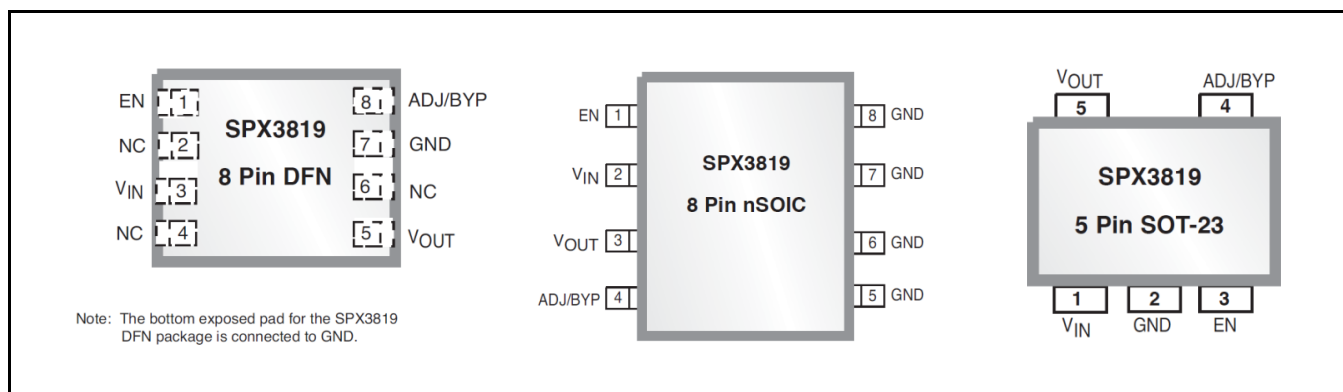 EN 1
NC 2
VIN 3
NC 4
SPX3819
8 Pin DFN
8 ADJ/BYP
7 GND
6 NC
5 VOUT
Note: The bottom exposed pad for the SPX3819
DFN package is connected to GND.
EN 1
VIN 2
VOUT 3
ADJ/BYP 4
SPX3819
8 Pin nSOIC
8 GND
7 GND
6 GND
5 GND
VOUT ADJ/BYP
5 4
SPX3819
5 Pin SOT-23
1 2 3
VIN GND EN